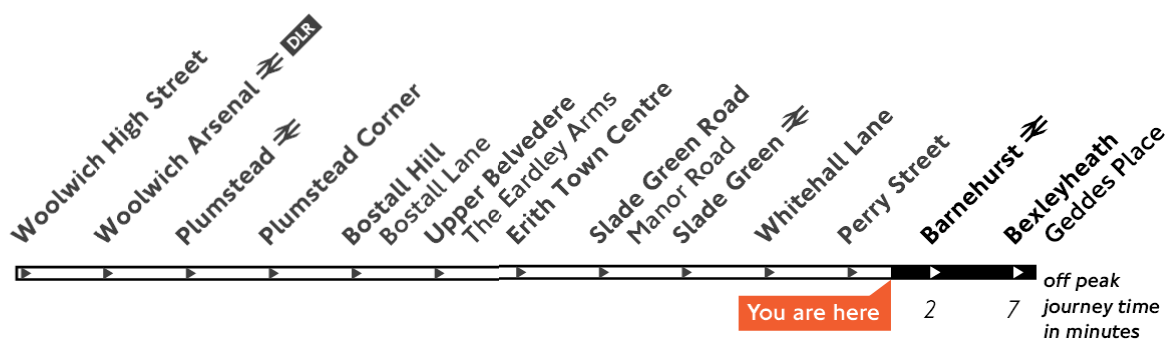 Woolwich High Street
Woolwich Arsenal DLR
Plumstead
Plumstead Corner
Bostall Hill
Bostall Lane
Upper Belvedere
The Eardley Arms
Erith Town Centre
Slade Green Road
Manor Road
Slade Green
Whitehall Lane
Perry Street
Barnehurst
Bexleyheath
Geddes Place
You are here
2
7
off peak
journey time
in minutes